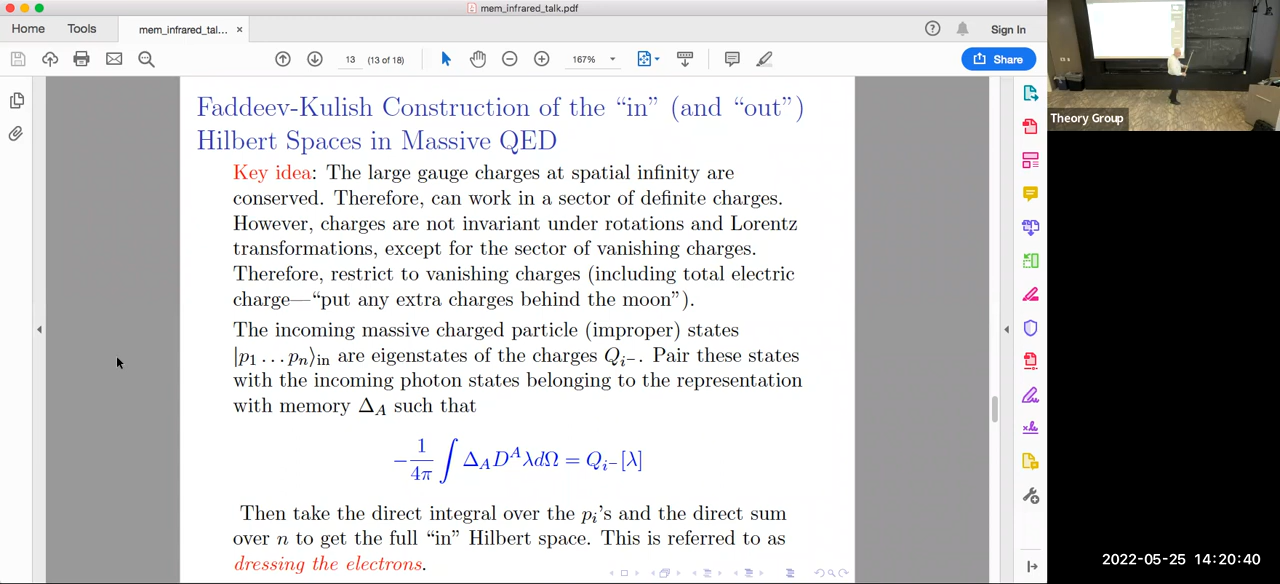 mem_infrared_talk.pdf
Home
Tools
mem_infrared_tal...
×
Sign In
13
(13 of 18)
167%
Share
Theory Group
Faddeev-Kulish Construction of the “in” (and “out”)
Hilbert Spaces in Massive QED
Key idea: The large gauge charges at spatial infinity are
conserved. Therefore, can work in a sector of definite charges.
However, charges are not invariant under rotations and Lorentz
transformations, except for the sector of vanishing charges.
Therefore, restrict to vanishing charges (including total electric
charge—“put any extra charges behind the moon”).
The incoming massive charged particle (improper) states
|p₁ . . . pₙ⟩ᵢₙ are eigenstates of the charges Q_{i⁻}. Pair these states
with the incoming photon states belonging to the representation
with memory Δ_A such that
−\frac{1}{4π} ∫ Δ_A D^A λdΩ = Q_{i⁻}[λ]
Then take the direct integral over the pᵢ’s and the direct sum
over n to get the full “in” Hilbert space. This is referred to as
dressing the electrons.
2022-05-25 14:20:40